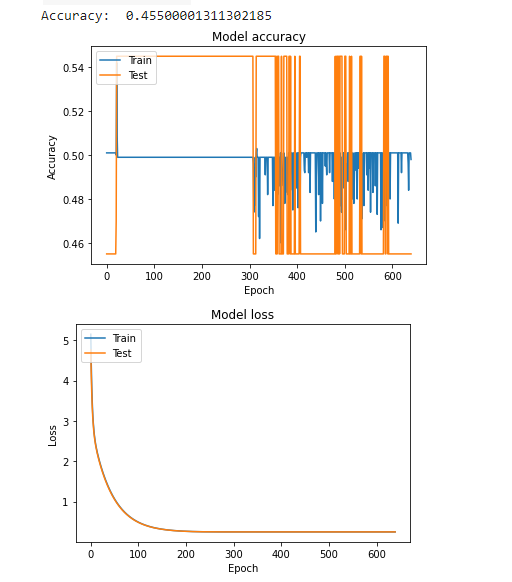 Accuracy:  0.45500001311302185
Model accuracy
Train
Test
0.54
0.52
0.50
0.48
0.46
Accuracy
0 100 200 300 400 500 600
Epoch
Model loss
Train
Test
5
4
3
2
1
Loss
0 100 200 300 400 500 600
Epoch